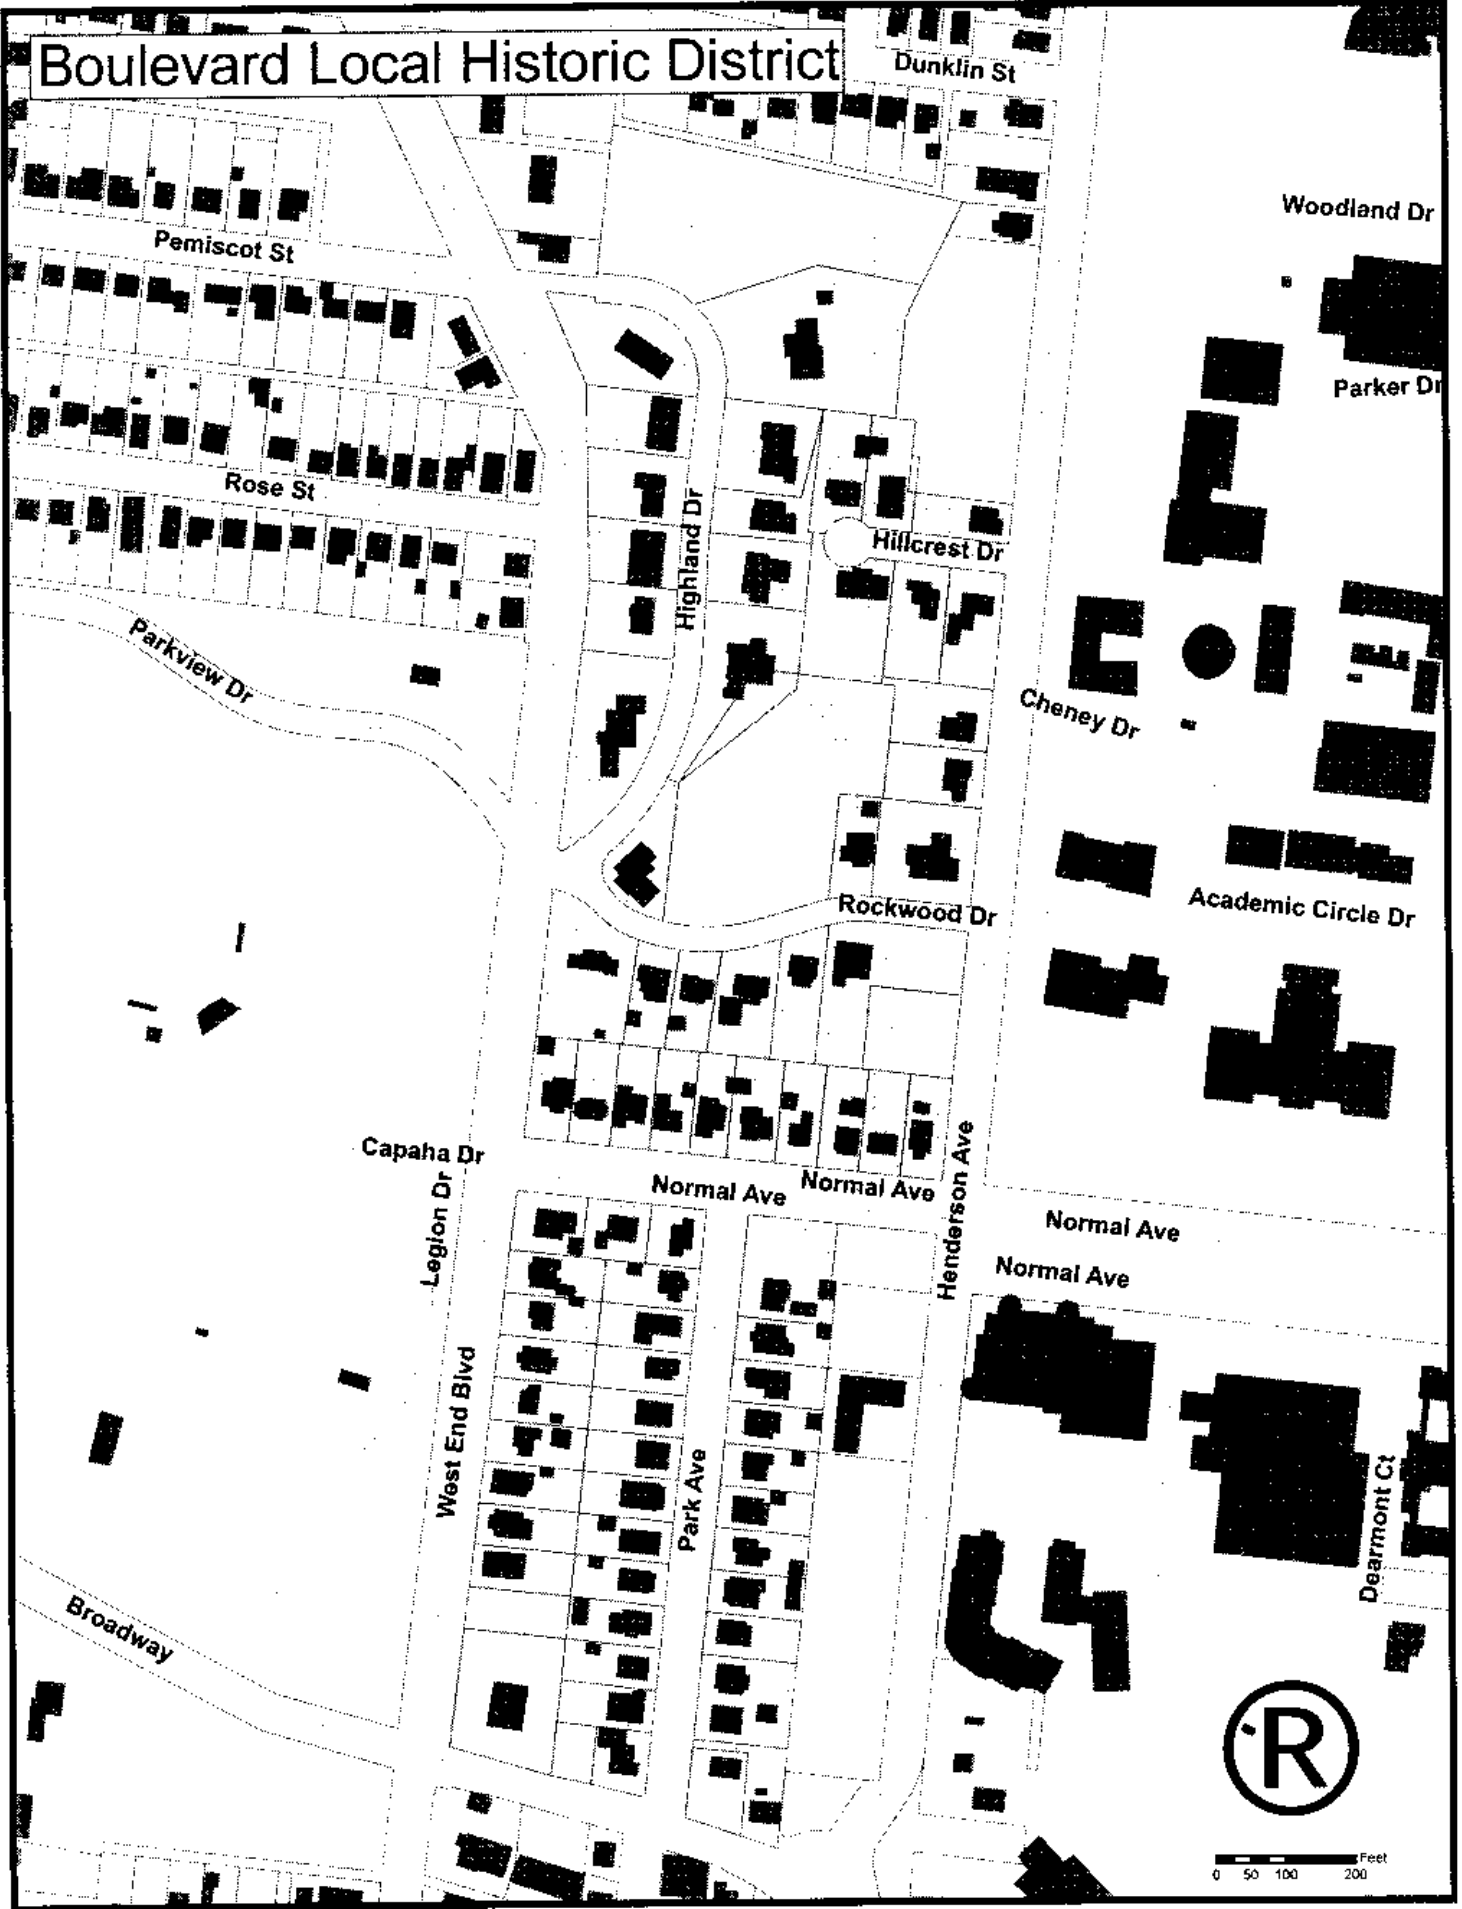 Boulevard Local Historic District
Dunklin St
Woodland Dr
Pemiscot St
Parker Dr
Rose St
Highland Dr
Hillcrest Dr
Parkview Dr
Cheney Dr
Academic Circle Dr
Rockwood Dr
Capaha Dr
Legion Dr
Normal Ave
Normal Ave
Henderson Ave
Normal Ave
Normal Ave
West End Blvd
Park Ave
Dearmont Ct
Broadway
R
Feet
0 50 100 200